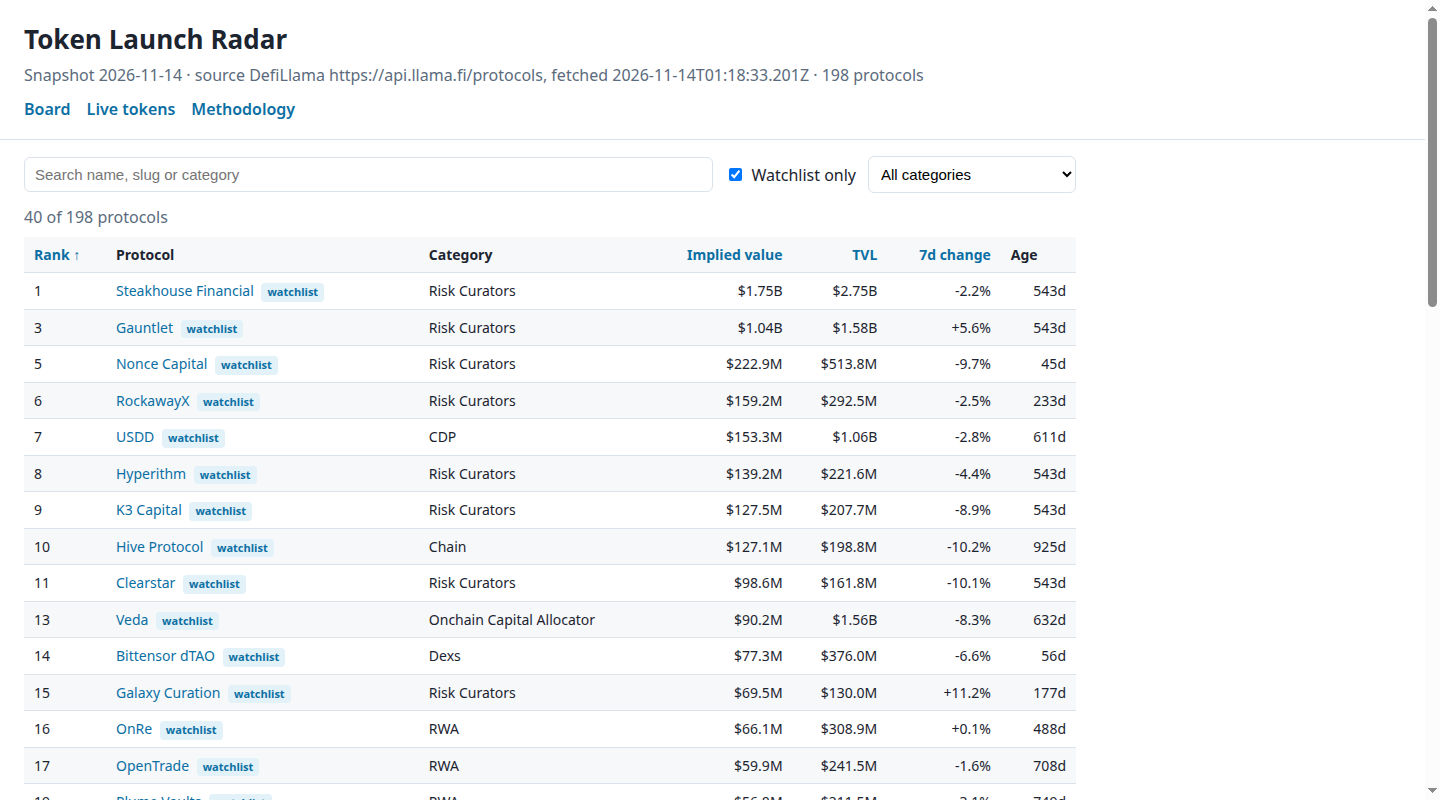 Token Launch Radar
Snapshot 2026-11-14 · source DefiLlama https://api.llama.fi/protocols, fetched 2026-11-14T01:18:33.201Z · 198 protocols
Board Live tokens Methodology
Search name, slug or category Watchlist only All categories
40 of 198 protocols
Rank ↑ Protocol Category Implied value TVL 7d change Age
1 Steakhouse Financial watchlist Risk Curators $1.75B $2.75B -2.2% 543d
3 Gauntlet watchlist Risk Curators $1.04B $1.58B +5.6% 543d
5 Nonce Capital watchlist Risk Curators $222.9M $513.8M -9.7% 45d
6 RockawayX watchlist Risk Curators $159.2M $292.5M -2.5% 233d
7 USDD watchlist CDP $153.3M $1.06B -2.8% 611d
8 Hyperithm watchlist Risk Curators $139.2M $221.6M -4.4% 543d
9 K3 Capital watchlist Risk Curators $127.5M $207.7M -8.9% 543d
10 Hive Protocol watchlist Chain $127.1M $198.8M -10.2% 925d
11 Clearstar watchlist Risk Curators $98.6M $161.8M -10.1% 543d
13 Veda watchlist Onchain Capital Allocator $90.2M $1.56B -8.3% 632d
14 Bittensor dTAO watchlist Dexs $77.3M $376.0M -6.6% 56d
15 Galaxy Curation watchlist Risk Curators $69.5M $130.0M +11.2% 177d
16 OnRe watchlist RWA $66.1M $308.9M +0.1% 488d
17 OpenTrade watchlist RWA $59.9M $241.5M -1.6% 708d